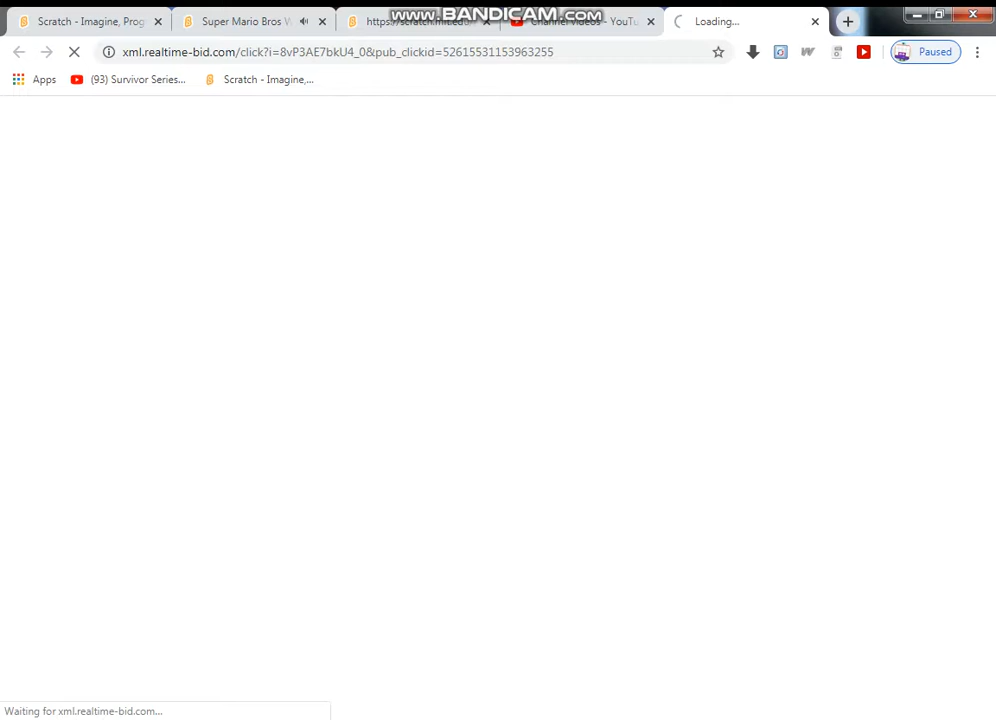 www.BANDICAM.com
Scratch - Imagine, Prog
Super Mario Bros W
https://scratch.mit.edu/
Channel videos - YouTu
Loading...
xml.realtime-bid.com/click?i=8vP3AE7bkU4_0&pub_clickid=52615531153963255
Paused
Apps
(93) Survivor Series...
Scratch - Imagine,...
Waiting for xml.realtime-bid.com...